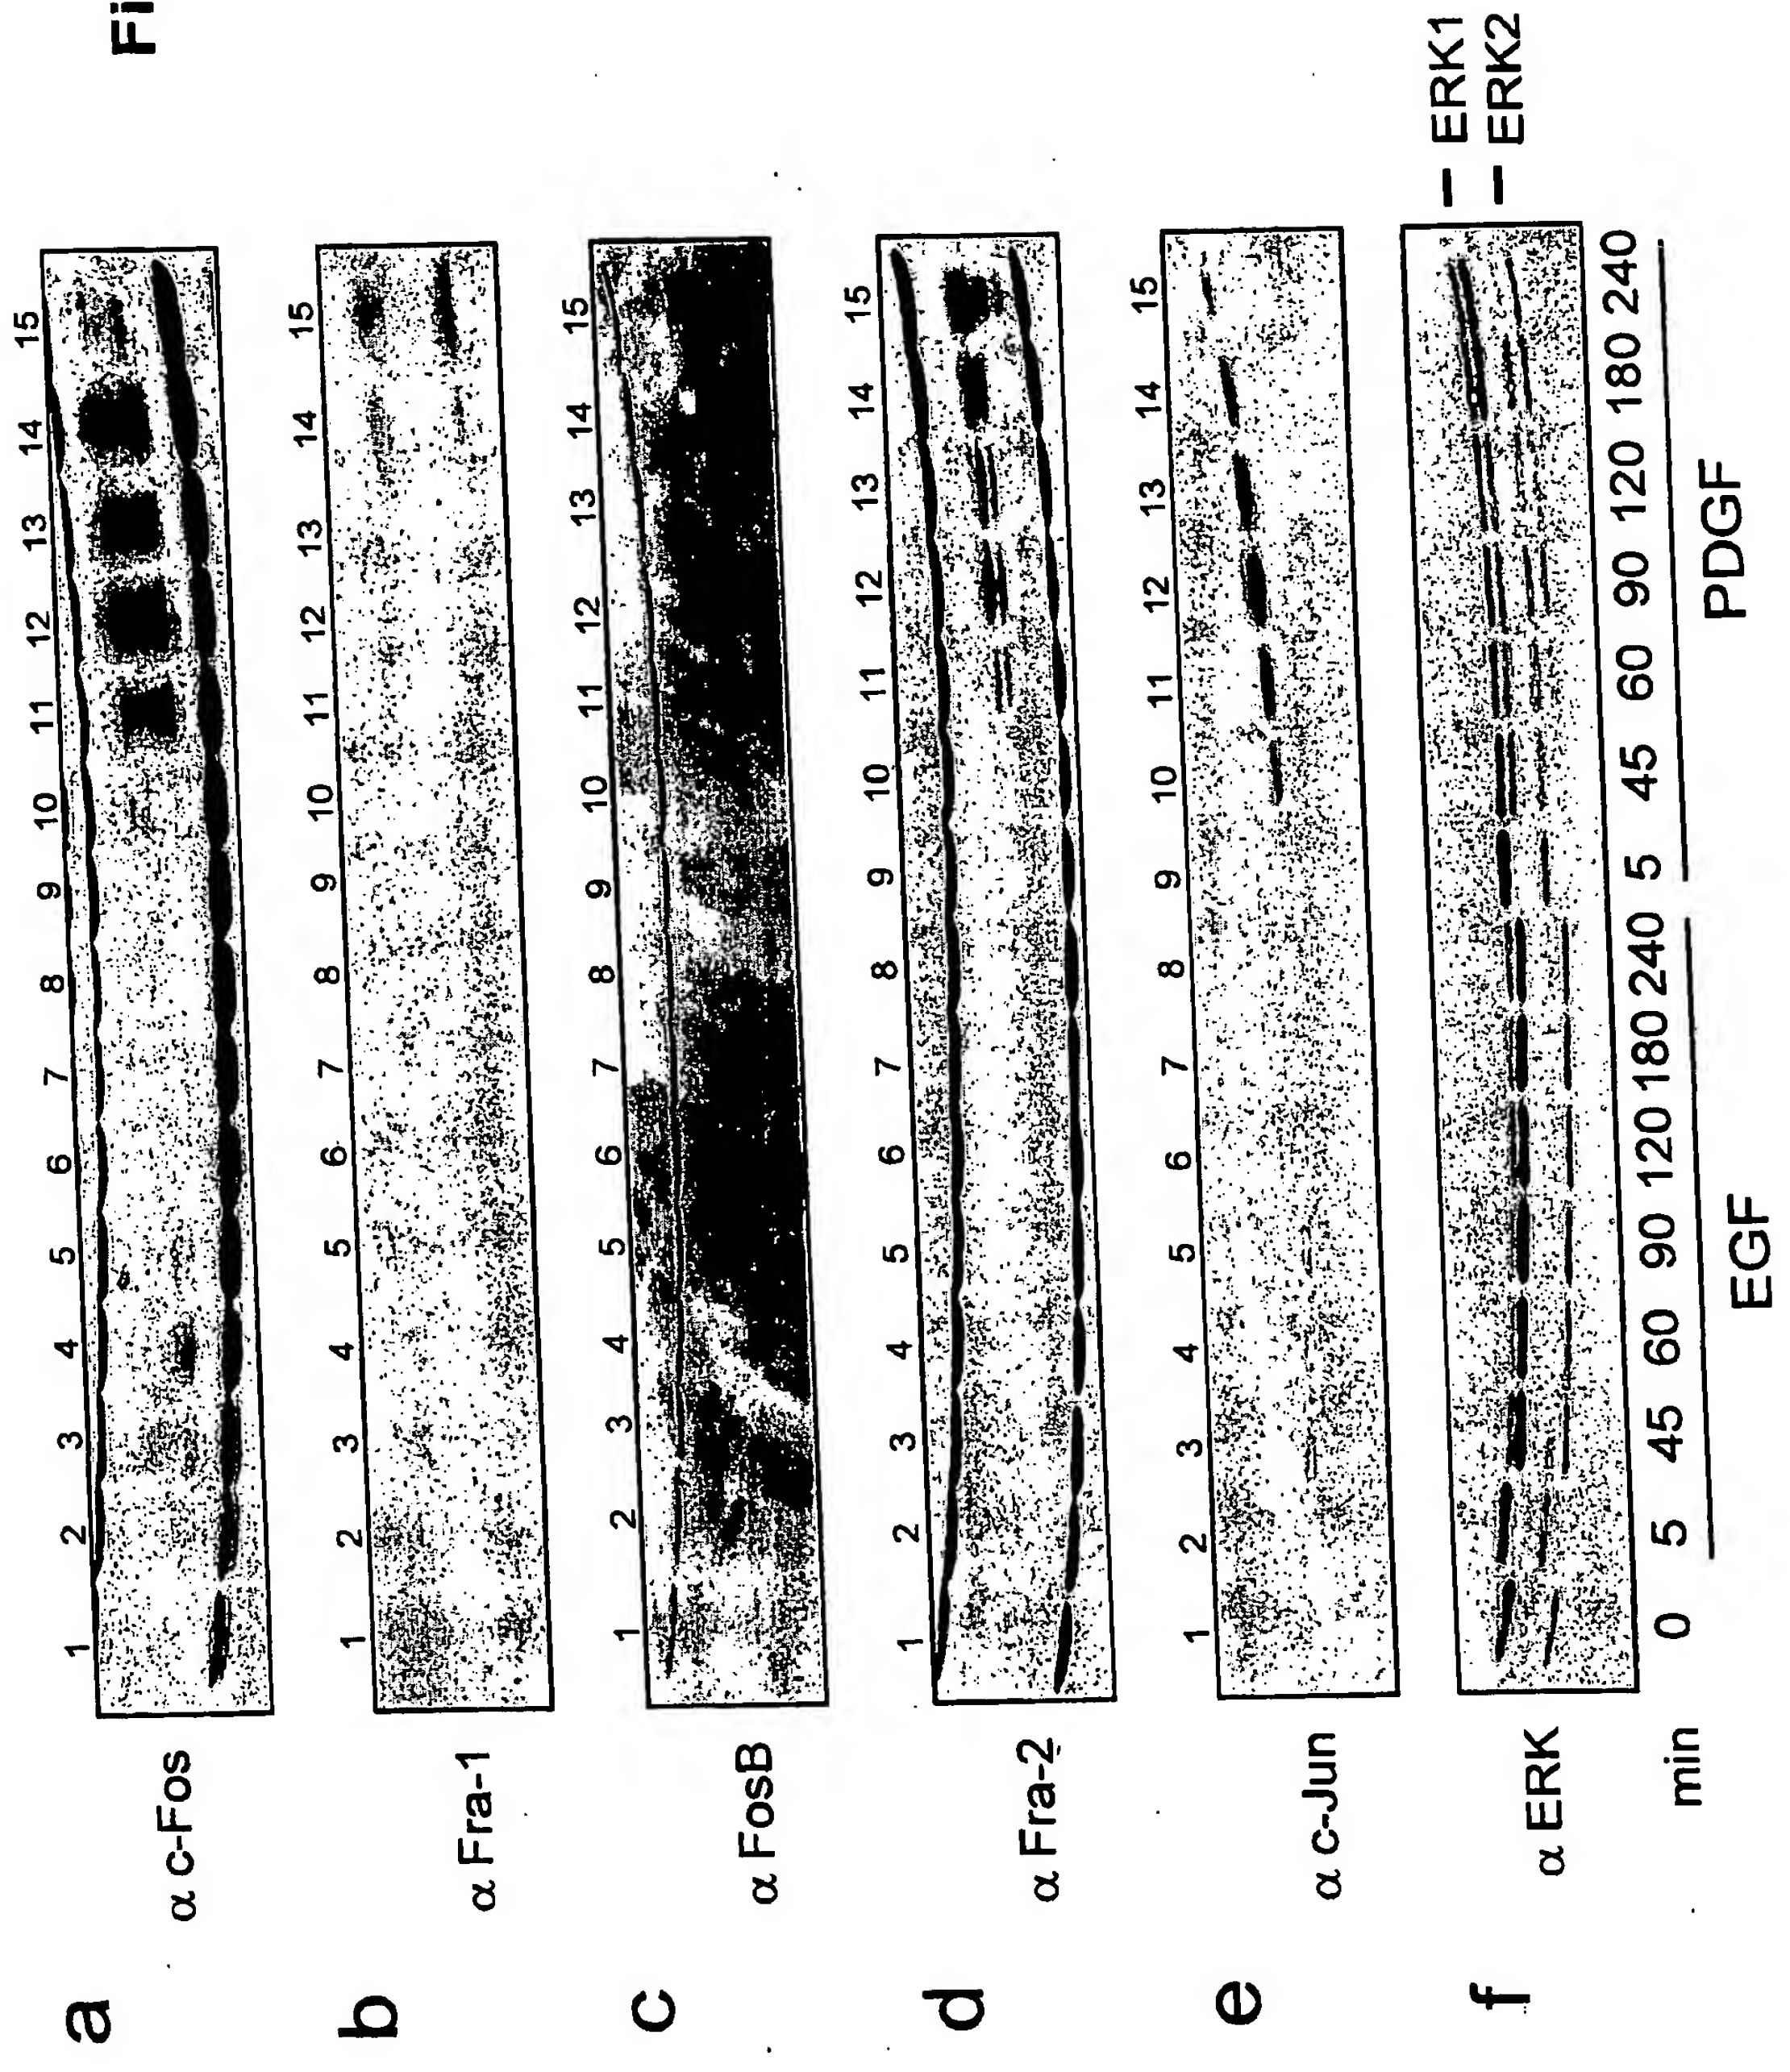 Fi
a
1 2 3 4 5 6 7 8 9 10 11 12 13 14 15
α c-Fos
b
1 2 3 4 5 6 7 8 9 10 11 12 13 14 15
α Fra-1
c
1 2 3 4 5 6 7 8 9 10 11 12 13 14 15
α FosB
d
1 2 3 4 5 6 7 8 9 10 11 12 13 14 15
α Fra-2
e
1 2 3 4 5 6 7 8 9 10 11 12 13 14 15
α c-Jun
f
α ERK
ERK1
ERK2
min 0 5 45 60 90 120 180 240 5 45 60 90 120 180 240
EGF PDGF